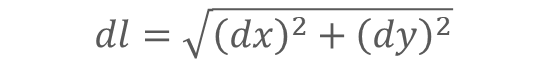 dl = √(dx)² + (dy)²